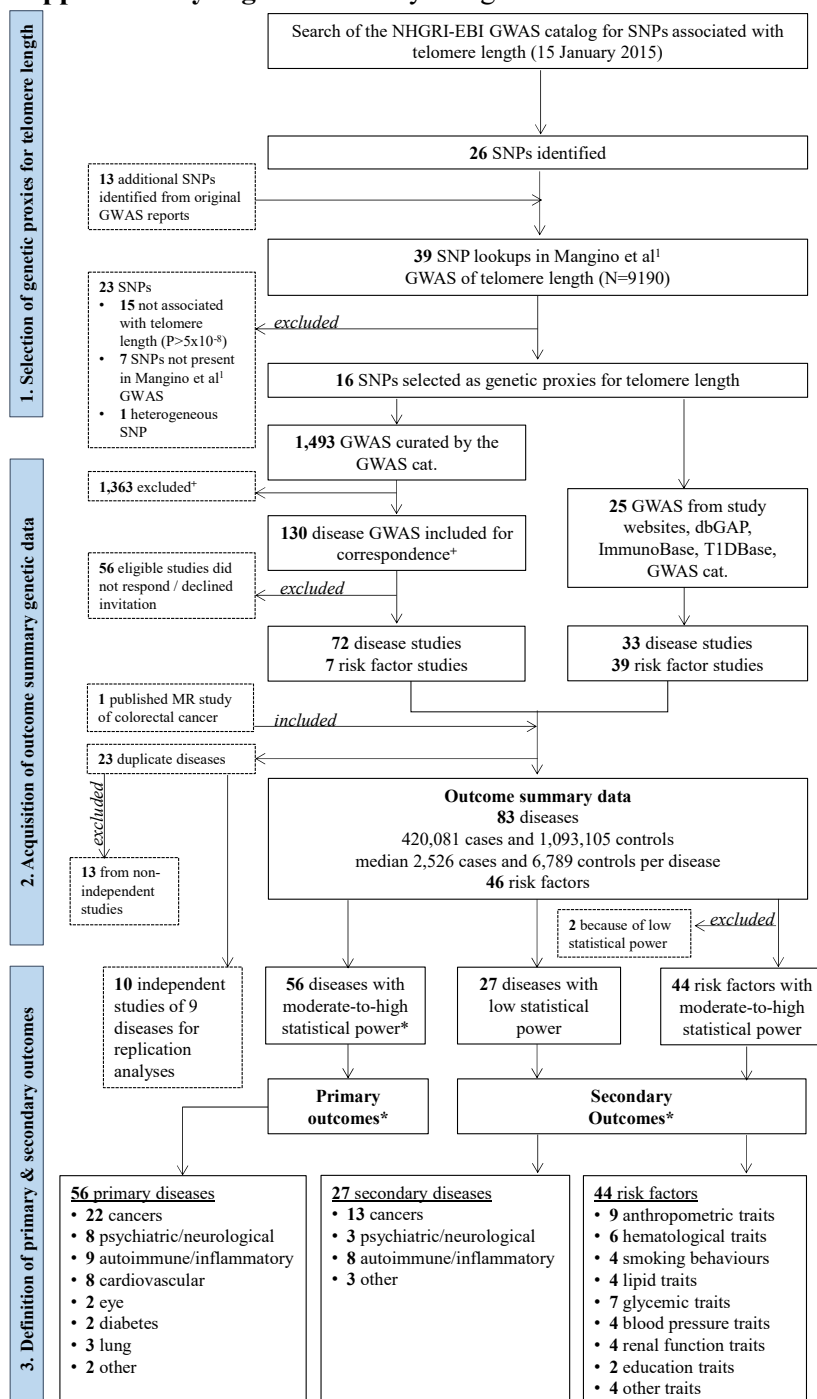 1. Selection of genetic proxies for telomere length
Search of the NHGRI-EBI GWAS catalog for SNPs associated with
telomere length (15 January 2015)
26 SNPs identified
13 additional SNPs
identified from original
GWAS reports
39 SNP lookups in Mangino et al¹
GWAS of telomere length (N=9190)
23 SNPs
• 15 not associated
with telomere
length (P>5x10⁻⁸)
• 7 SNPs not present
in Mangino et al¹
GWAS
• 1 heterogeneous
SNP
excluded
16 SNPs selected as genetic proxies for telomere length
2. Acquisition of outcome summary genetic data
1,493 GWAS curated by the
GWAS cat.
1,363 excluded⁺
130 disease GWAS included for
correspondence⁺
25 GWAS from study
websites, dbGAP,
ImmunoBase, T1DBase,
GWAS cat.
56 eligible studies did
not respond / declined
invitation
excluded
72 disease studies
7 risk factor studies
33 disease studies
39 risk factor studies
1 published MR study
of colorectal cancer
included
23 duplicate diseases
excluded
13 from non-
independent
studies
Outcome summary data
83 diseases
420,081 cases and 1,093,105 controls
median 2,526 cases and 6,789 controls per disease
46 risk factors
2 because of low
statistical power
excluded
3. Definition of primary & secondary outcomes
10 independent
studies of 9
diseases for
replication
analyses
56 diseases with
moderate-to-high
statistical power*
27 diseases with
low statistical
power
44 risk factors with
moderate-to-high
statistical power
Primary
outcomes*
Secondary
Outcomes*
56 primary diseases
• 22 cancers
• 8 psychiatric/neurological
• 9 autoimmune/inflammatory
• 8 cardiovascular
• 2 eye
• 2 diabetes
• 3 lung
• 2 other
27 secondary diseases
• 13 cancers
• 3 psychiatric/neurological
• 8 autoimmune/inflammatory
• 3 other
44 risk factors
• 9 anthropometric traits
• 6 hematological traits
• 4 smoking behaviours
• 4 lipid traits
• 7 glycemic traits
• 4 blood pressure traits
• 4 renal function traits
• 2 education traits
• 4 other traits